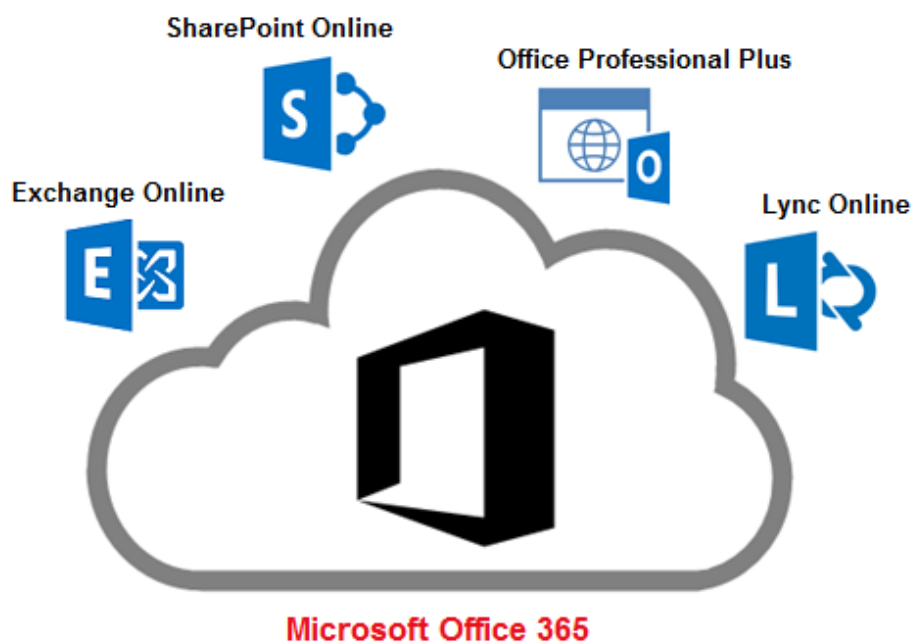 SharePoint Online
Office Professional Plus
S
O
Exchange Online
Lync Online
E
L
Microsoft Office 365